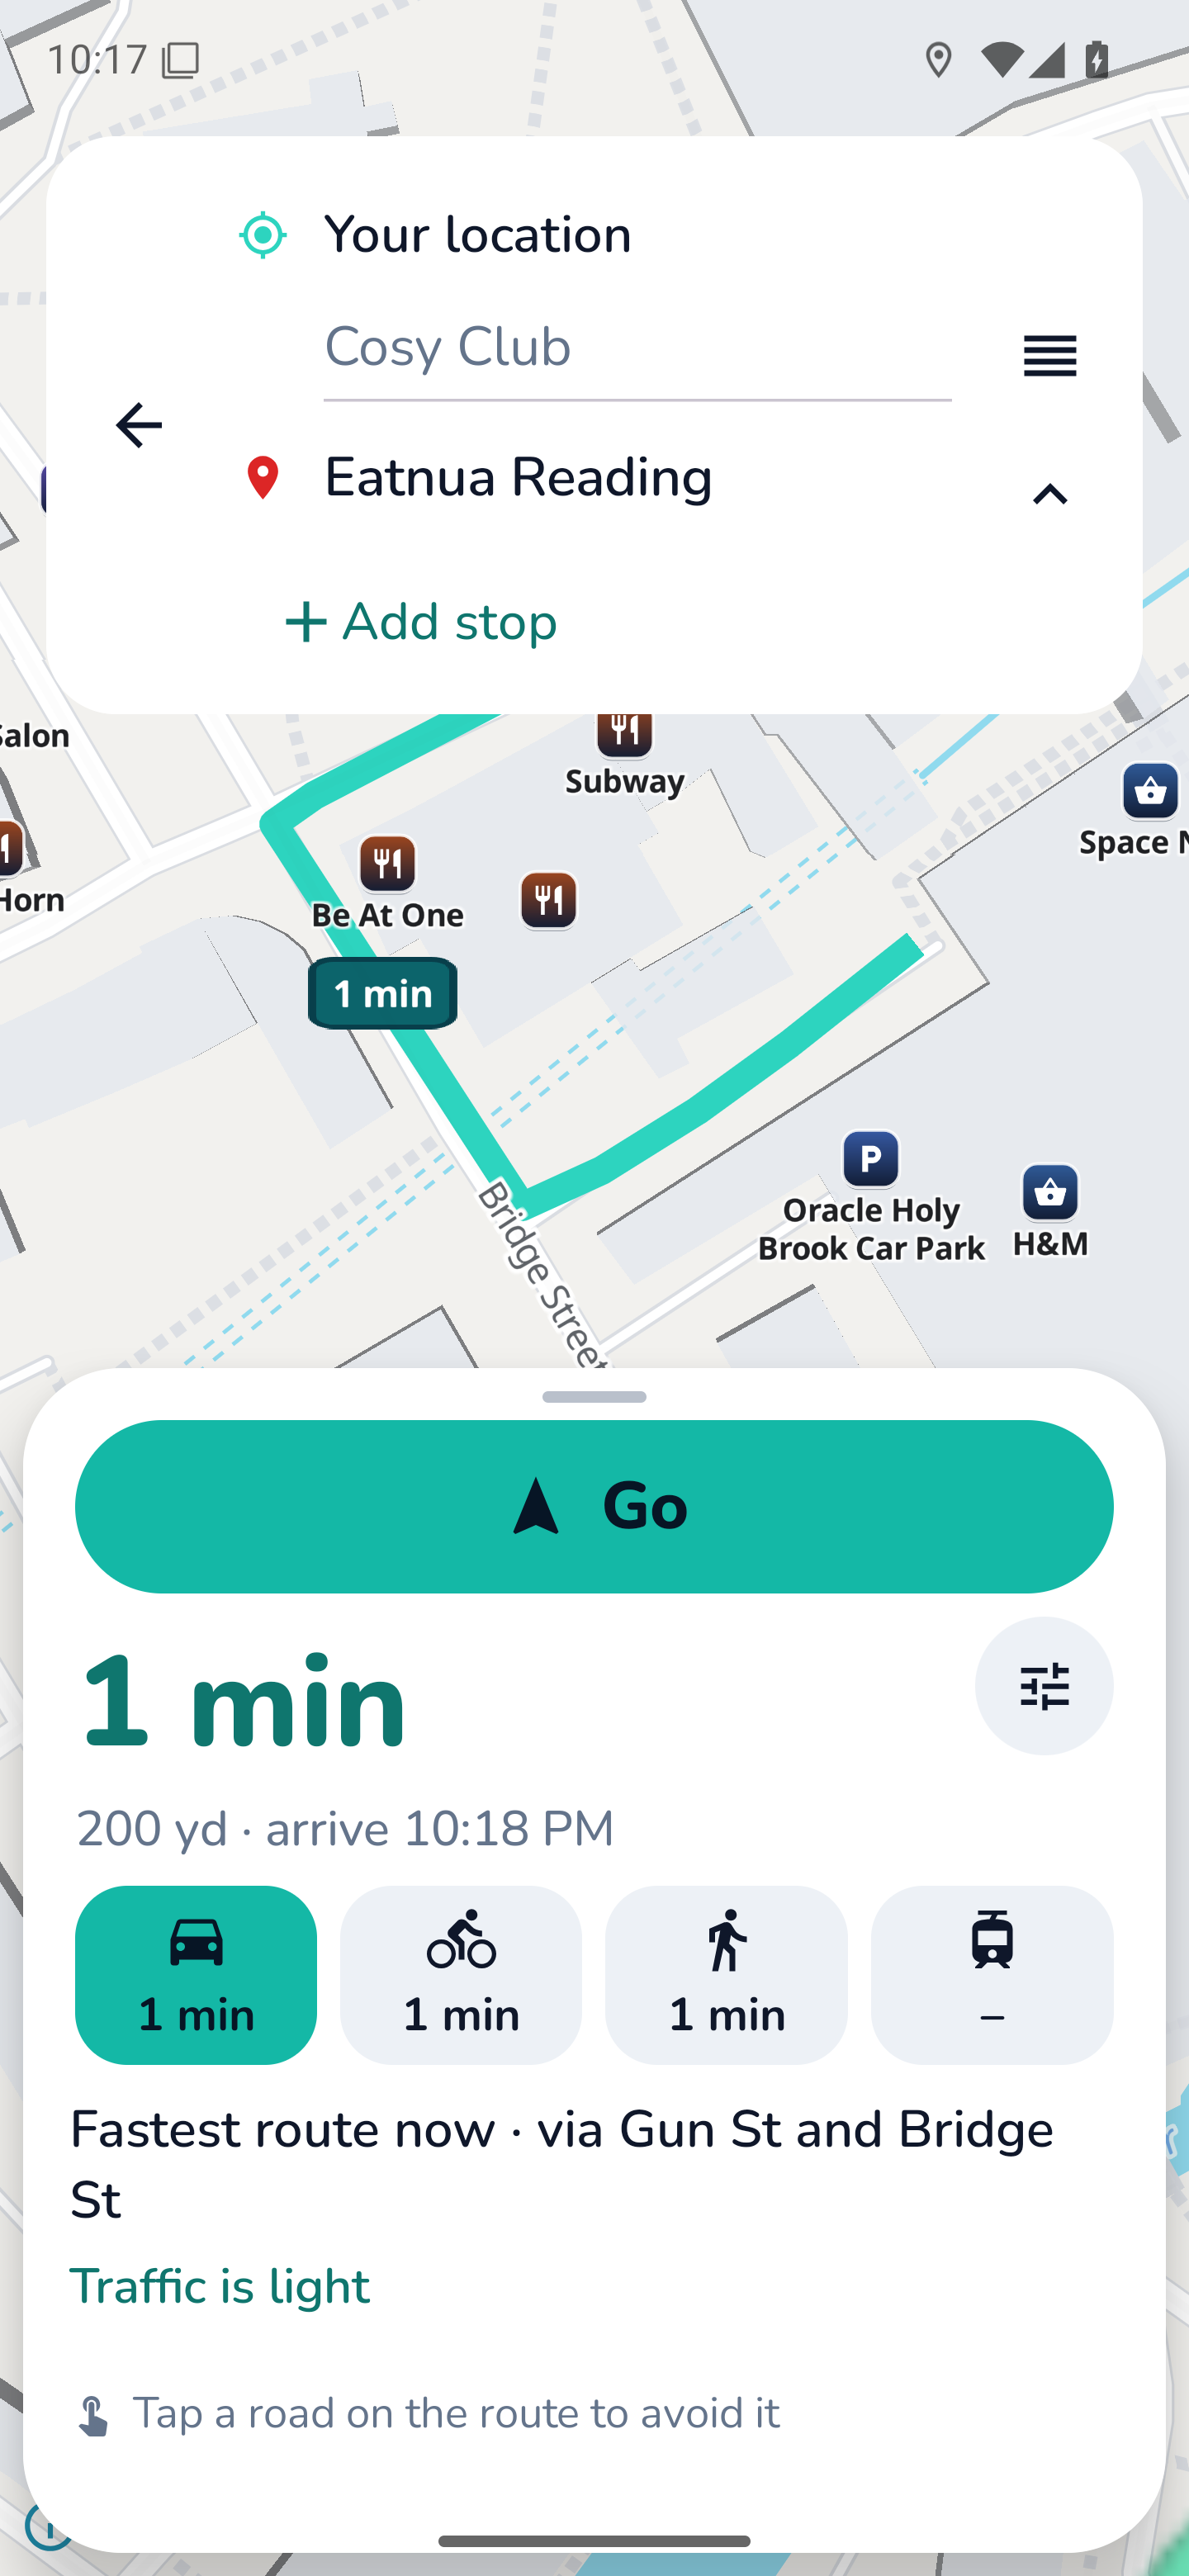 10:17
Your location
Cosy Club
Eatnua Reading
Add stop
Salon
Subway
Space N
Horn
Be At One
1 min
P
Oracle Holy
Brook Car Park
H&M
Bridge Street
Go
1 min
200 yd · arrive 10:18 PM
1 min
1 min
1 min
–
Fastest route now · via Gun St and Bridge
St
Traffic is light
Tap a road on the route to avoid it